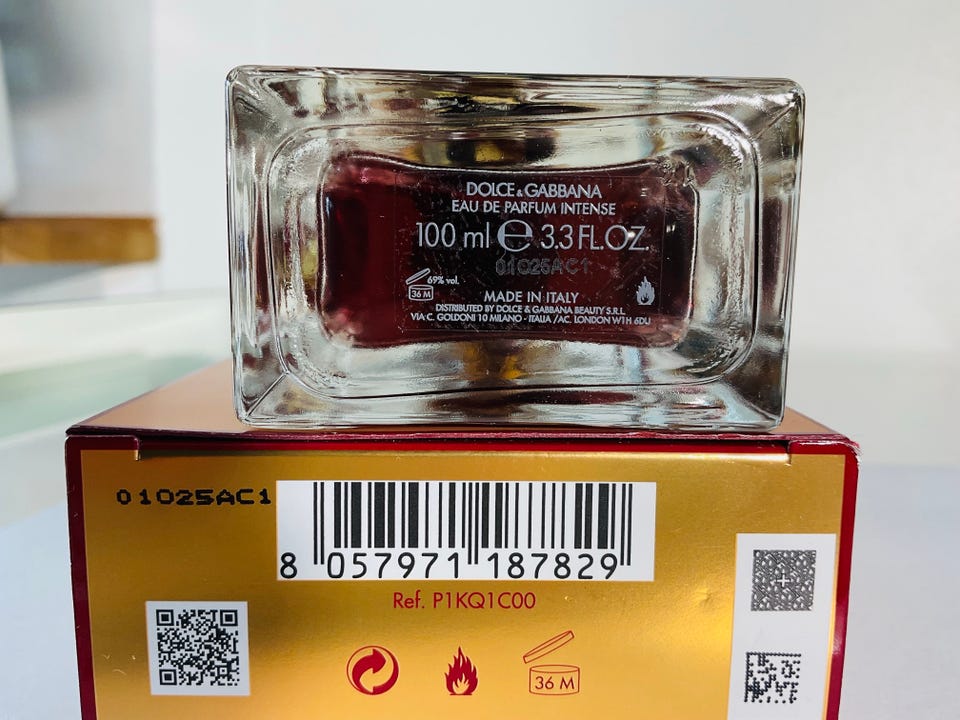 DOLCE & GABBANA
EAU DE PARFUM INTENSE
100 ml ℮ 3.3 FL.OZ.
01025AC1
69% vol.
36 M
MADE IN ITALY
DISTRIBUTED BY DOLCE & GABBANA BEAUTY S.R.L.
VIA C. GOLDONI 10 MILANO - ITALIA /AC. LONDON W1H 6DU
01025AC1
8 057971 187829
Ref. P1KQ1C00
36 M